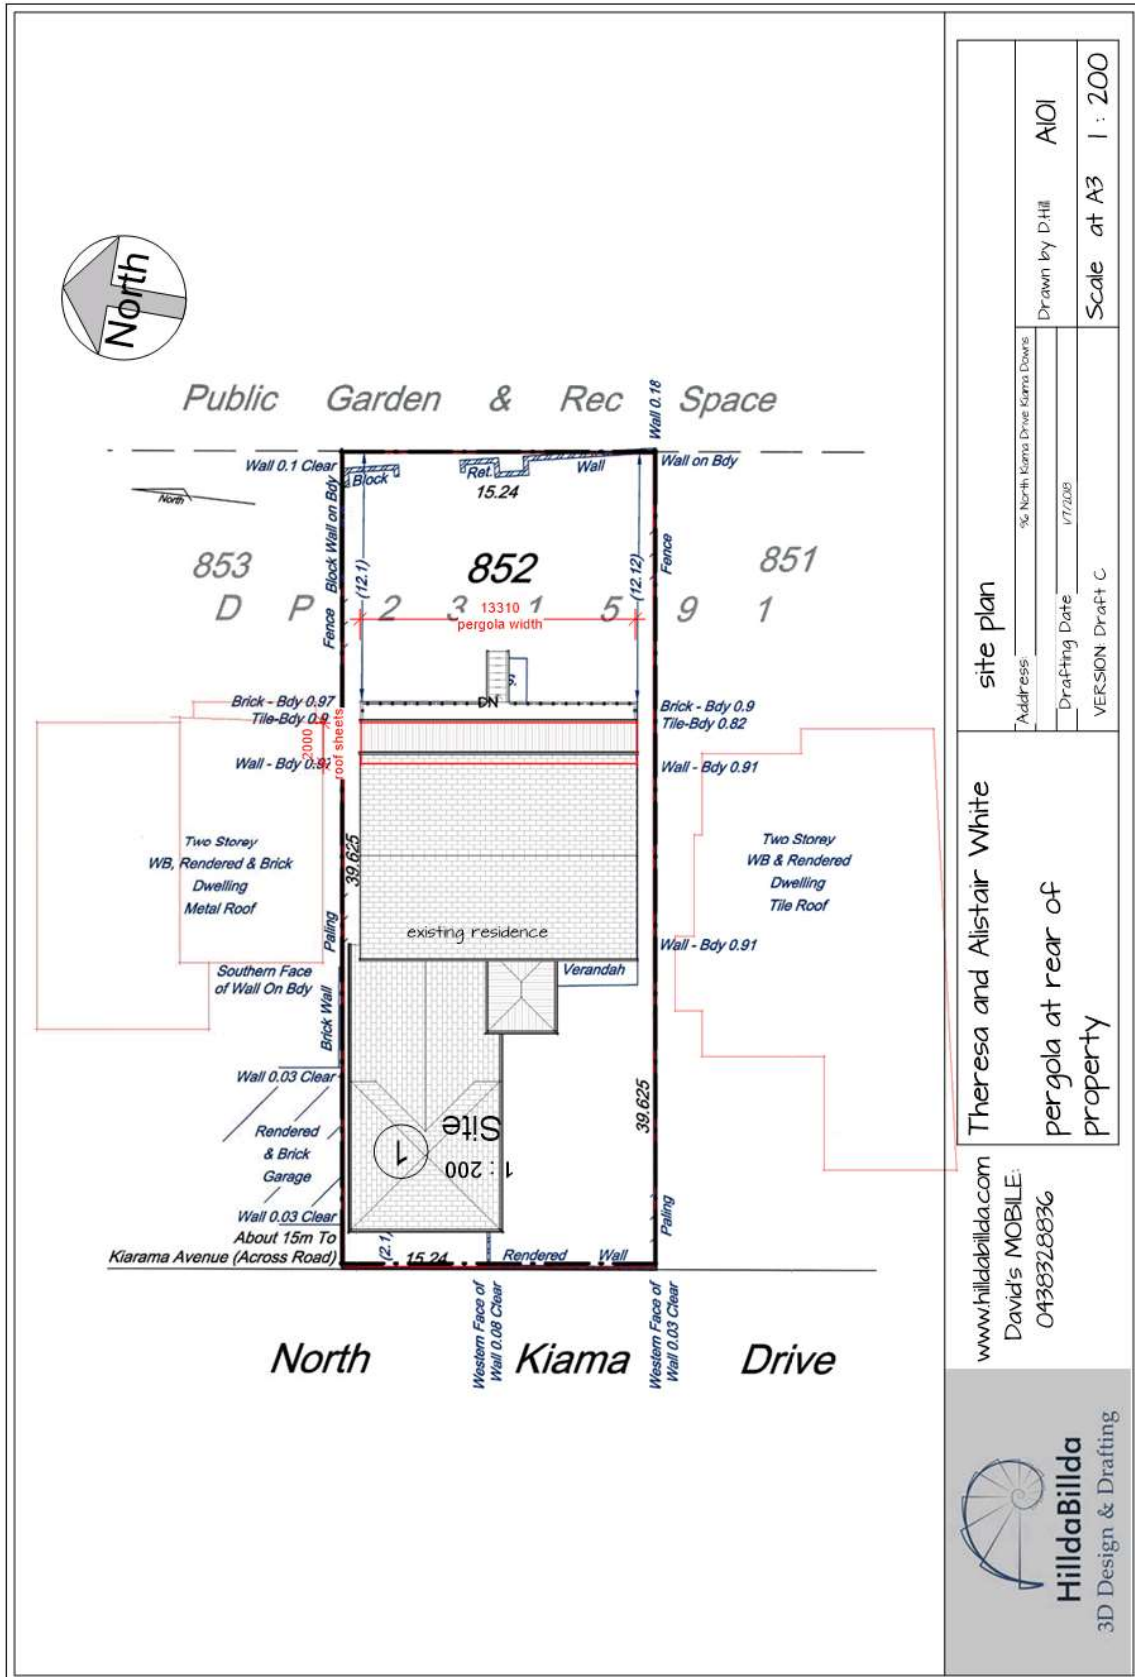 North
Public Garden & Rec Space
Wall 0.18
Wall 0.1 Clear
Block
Ret.
Wall
Wall on Bdy
15.24
North
Block Wall on Bdy
Fence
853
852
851
(12.1)
(12.12)
Fence
D P 2 3 1 5 9 1
13310
pergola width
DN
Brick - Bdy 0.97
Brick - Bdy 0.9
Tile-Bdy 0.9
Tile-Bdy 0.82
2000
roof sheets
Wall - Bdy 0.97
Wall - Bdy 0.91
39.625
Two Storey
WB, Rendered & Brick
Dwelling
Metal Roof
Two Storey
WB & Rendered
Dwelling
Tile Roof
Paling
existing residence
Wall - Bdy 0.91
Southern Face
of Wall On Bdy
Verandah
Brick Wall
Wall 0.03 Clear
39.625
Rendered
& Brick
Garage
1
Site
1 : 200
Wall 0.03 Clear
Paling
About 15m To
Kiarama Avenue (Across Road)
(2.1)
15.24
Rendered Wall
Western Face of
Wall 0.08 Clear
Western Face of
Wall 0.03 Clear
North Kiama Drive
HilldaBillda
3D Design & Drafting
www.hilldabillda.com
David's MOBILE:
0438328836
Theresa and Alistair White
pergola at rear of
property
site plan
Address:
96 North Kiama Drive Kiama Downs
Drafting Date
1/7/2018
VERSION: Draft C
Drawn by D.Hill
A101
Scale at A3 1 : 200